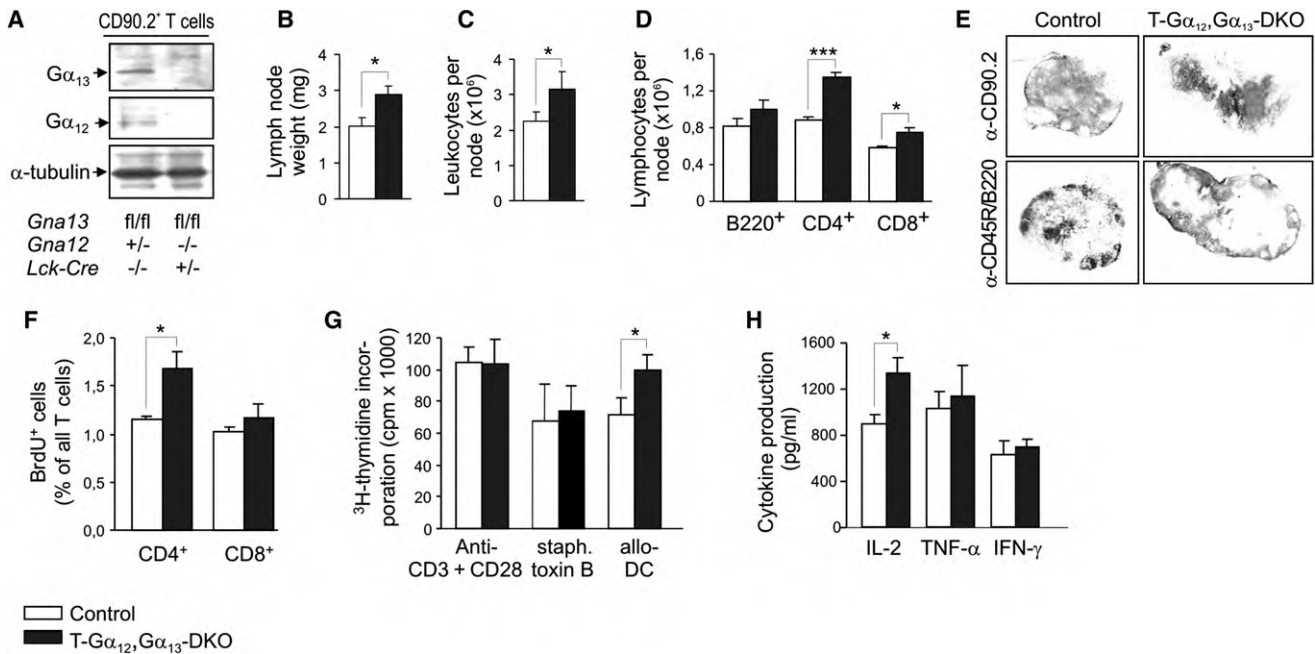 A
CD90.2⁺ T cells
Gα₁₃
Gα₁₂
α-tubulin
Gna13 fl/fl fl/fl
Gna12 +/- -/-
Lck-Cre -/- +/-
B
Lymph node
weight (mg)
4
3
2
1
0
*
C
Leukocytes per
node (x10⁶)
4
3
2
1
0
*
D
Lymphocytes per
node (x10⁶)
1,6
1,2
0.8
0,4
0
***
*
B220⁺ CD4⁺ CD8⁺
E
Control T-Gα₁₂,Gα₁₃-DKO
α-CD90.2
α-CD45R/B220
F
BrdU⁺ cells
(% of all T cells)
2,0
1,5
1,0
0,5
0,0
*
CD4⁺ CD8⁺
G
³H-thymidine incor-
poration (cpm x 1000)
120
100
80
60
40
20
0
*
Anti- staph. allo-
CD3 + CD28 toxin B DC
H
Cytokine production
(pg/ml)
1600
1200
800
400
0
*
IL-2 TNF-α IFN-γ
Control
T-Gα₁₂,Gα₁₃-DKO